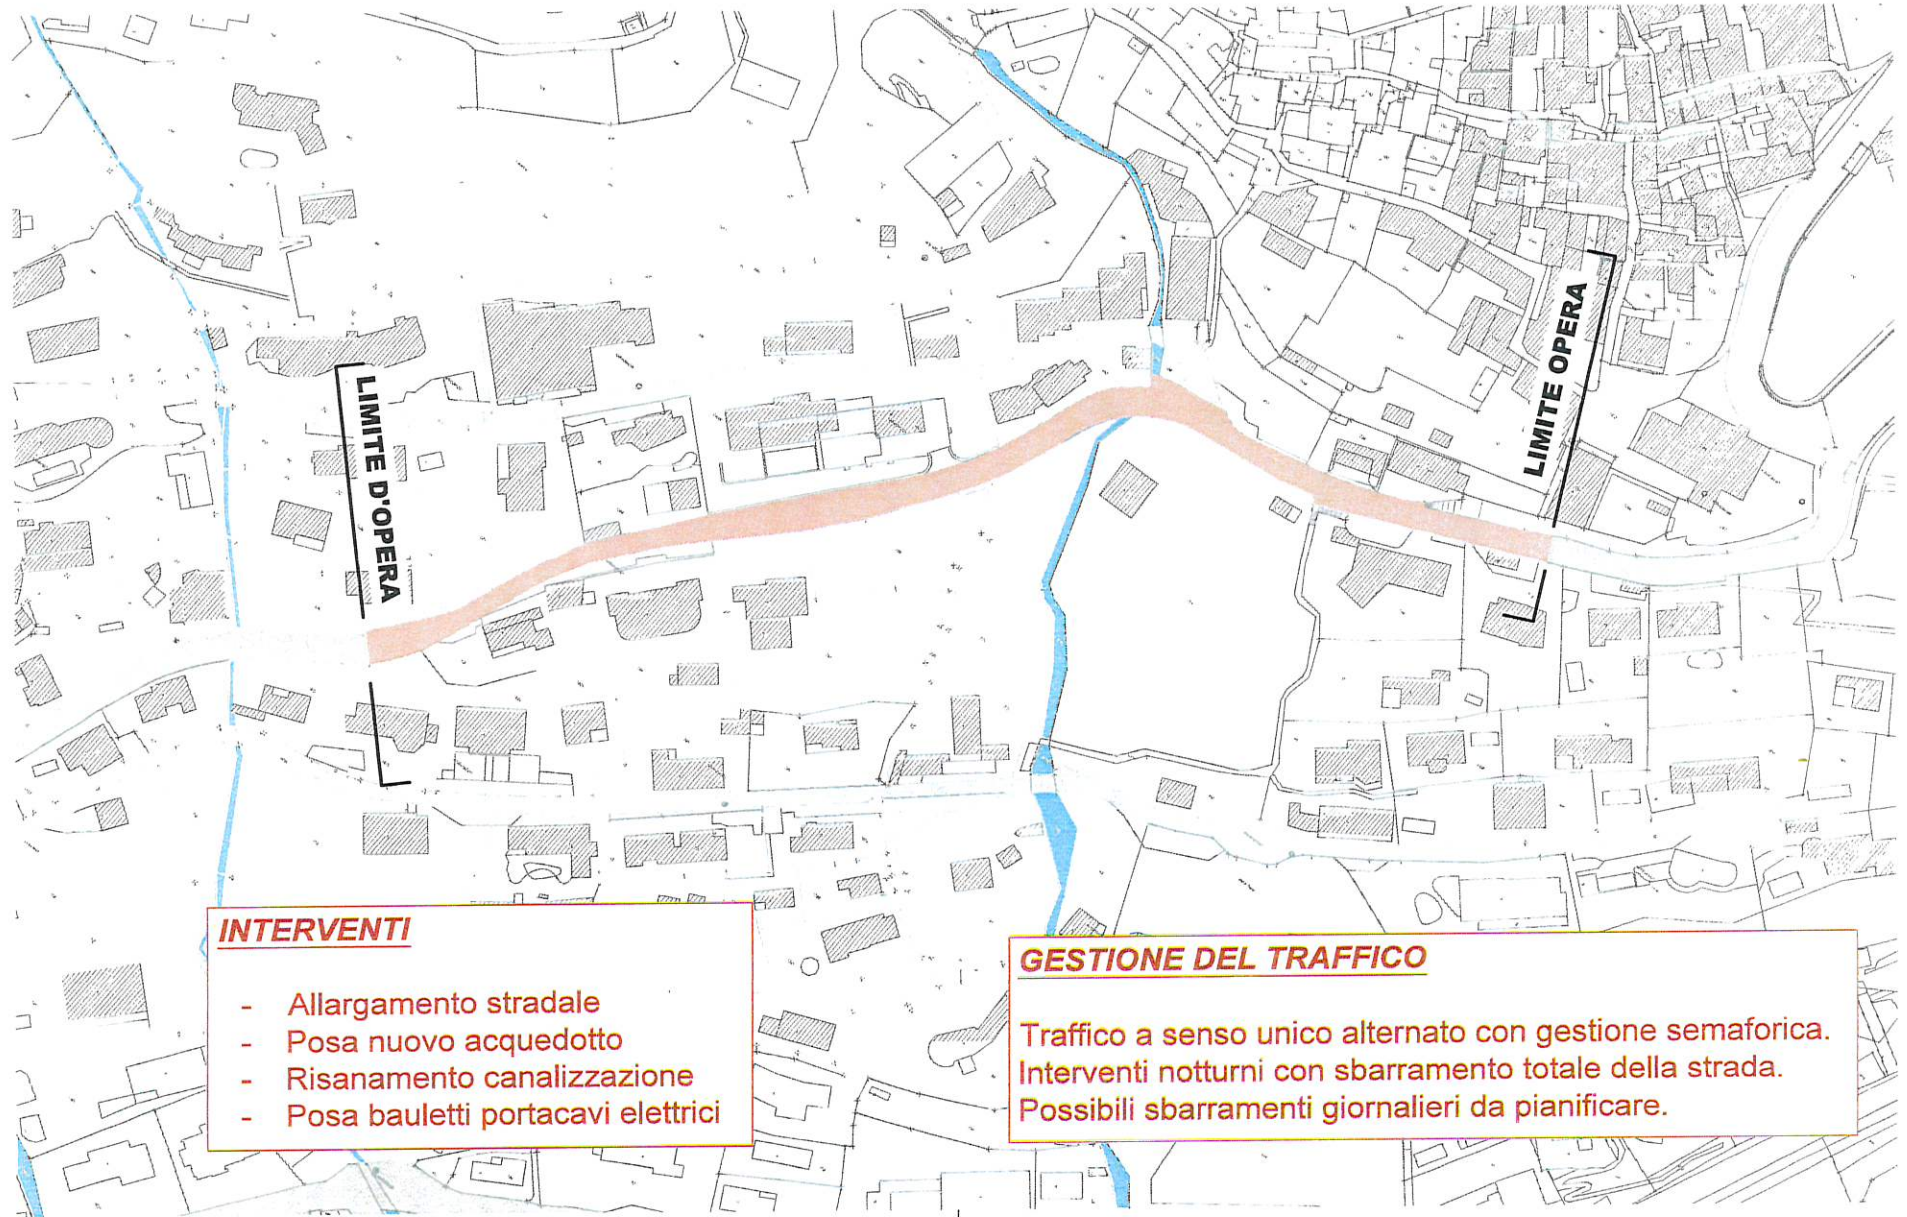 LIMITE D'OPERA
LIMITE OPERA
INTERVENTI
- Allargamento stradale
- Posa nuovo acquedotto
- Risanamento canalizzazione
- Posa bauletti portacavi elettrici
GESTIONE DEL TRAFFICO
Traffico a senso unico alternato con gestione semaforica.
Interventi notturni con sbarramento totale della strada.
Possibili sbarramenti giornalieri da pianificare.